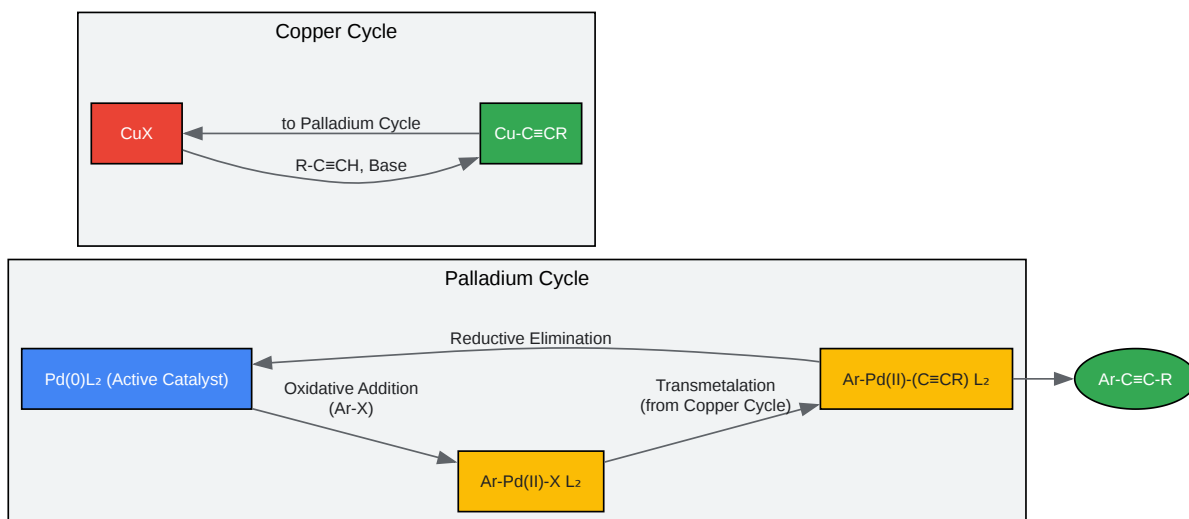 Copper Cycle
CuX
to Palladium Cycle
R-C≡CH, Base
Cu-C≡CR
Palladium Cycle
Pd(0)L₂ (Active Catalyst)
Reductive Elimination
Oxidative Addition
(Ar-X)
Transmetalation
(from Copper Cycle)
Ar-Pd(II)-(C≡CR) L₂
Ar-C≡C-R
Ar-Pd(II)-X L₂